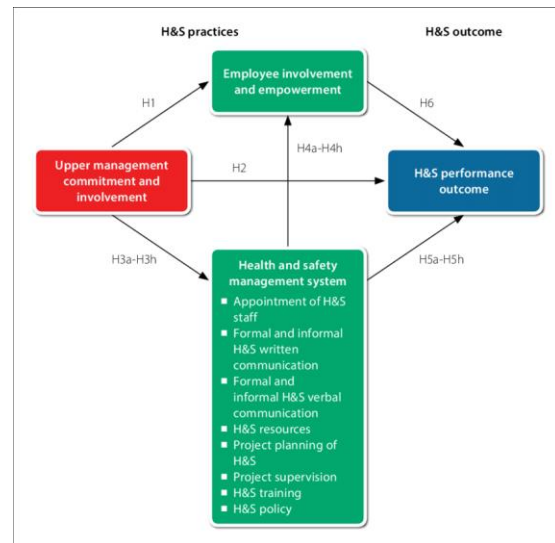 H&S practices
H&S outcome
Employee involvement
and empowerment
H1
H6
H4a-H4h
Upper management
commitment and
involvement
H2
H&S performance
outcome
H3a-H3h
H5a-H5h
Health and safety
management system
■ Appointment of H&S
staff
■ Formal and informal
H&S written
communication
■ Formal and
informal H&S verbal
communication
■ H&S resources
■ Project planning of
H&S
■ Project supervision
■ H&S training
■ H&S policy